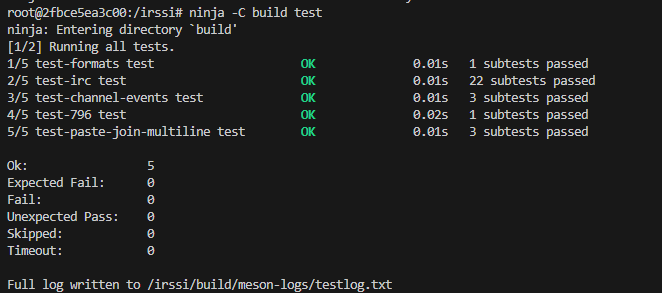 root@2fbce5ea3c00:/irssi# ninja -C build test
ninja: Entering directory `build'
[1/2] Running all tests.
1/5 test-formats test                       OK              0.01s   1 subtests passed
2/5 test-irc test                           OK              0.01s   22 subtests passed
3/5 test-channel-events test                OK              0.01s   3 subtests passed
4/5 test-796 test                           OK              0.02s   1 subtests passed
5/5 test-paste-join-multiline test          OK              0.01s   3 subtests passed

Ok:                 5
Expected Fail:      0
Fail:               0
Unexpected Pass:    0
Skipped:            0
Timeout:            0

Full log written to /irssi/build/meson-logs/testlog.txt